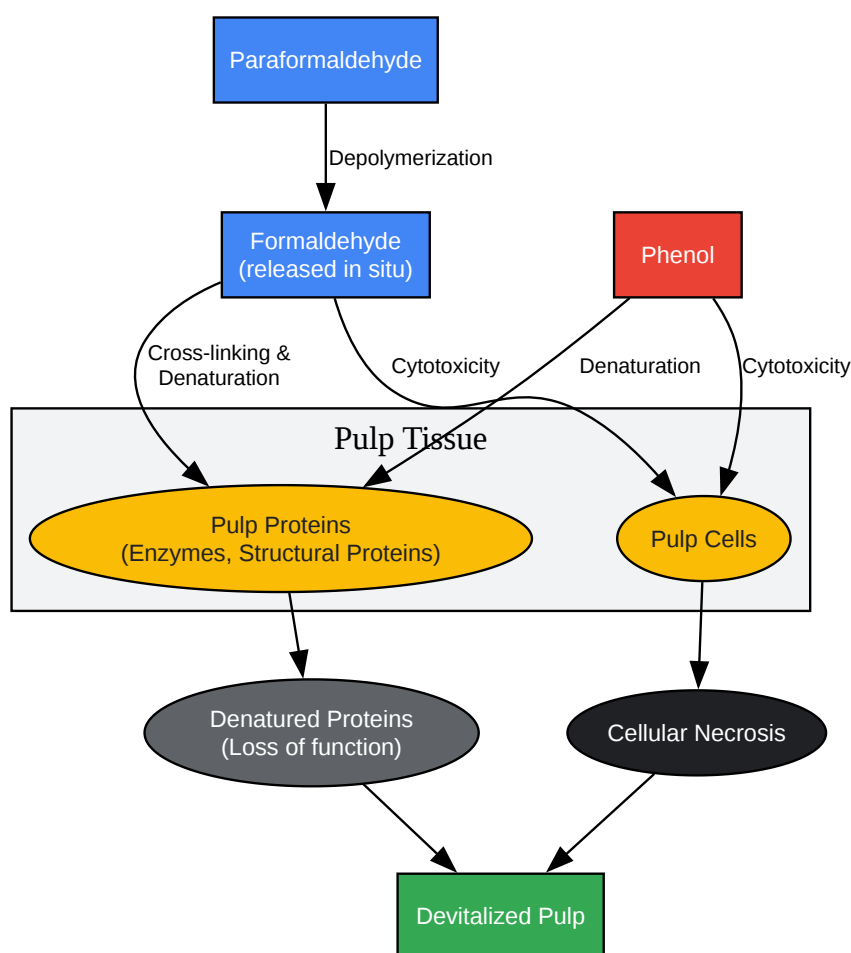 Paraformaldehyde
Depolymerization
Formaldehyde
(released in situ)
Phenol
Cross-linking &
Denaturation
Cytotoxicity
Denaturation
Cytotoxicity
Pulp Tissue
Pulp Proteins
(Enzymes, Structural Proteins)
Pulp Cells
Denatured Proteins
(Loss of function)
Cellular Necrosis
Devitalized Pulp